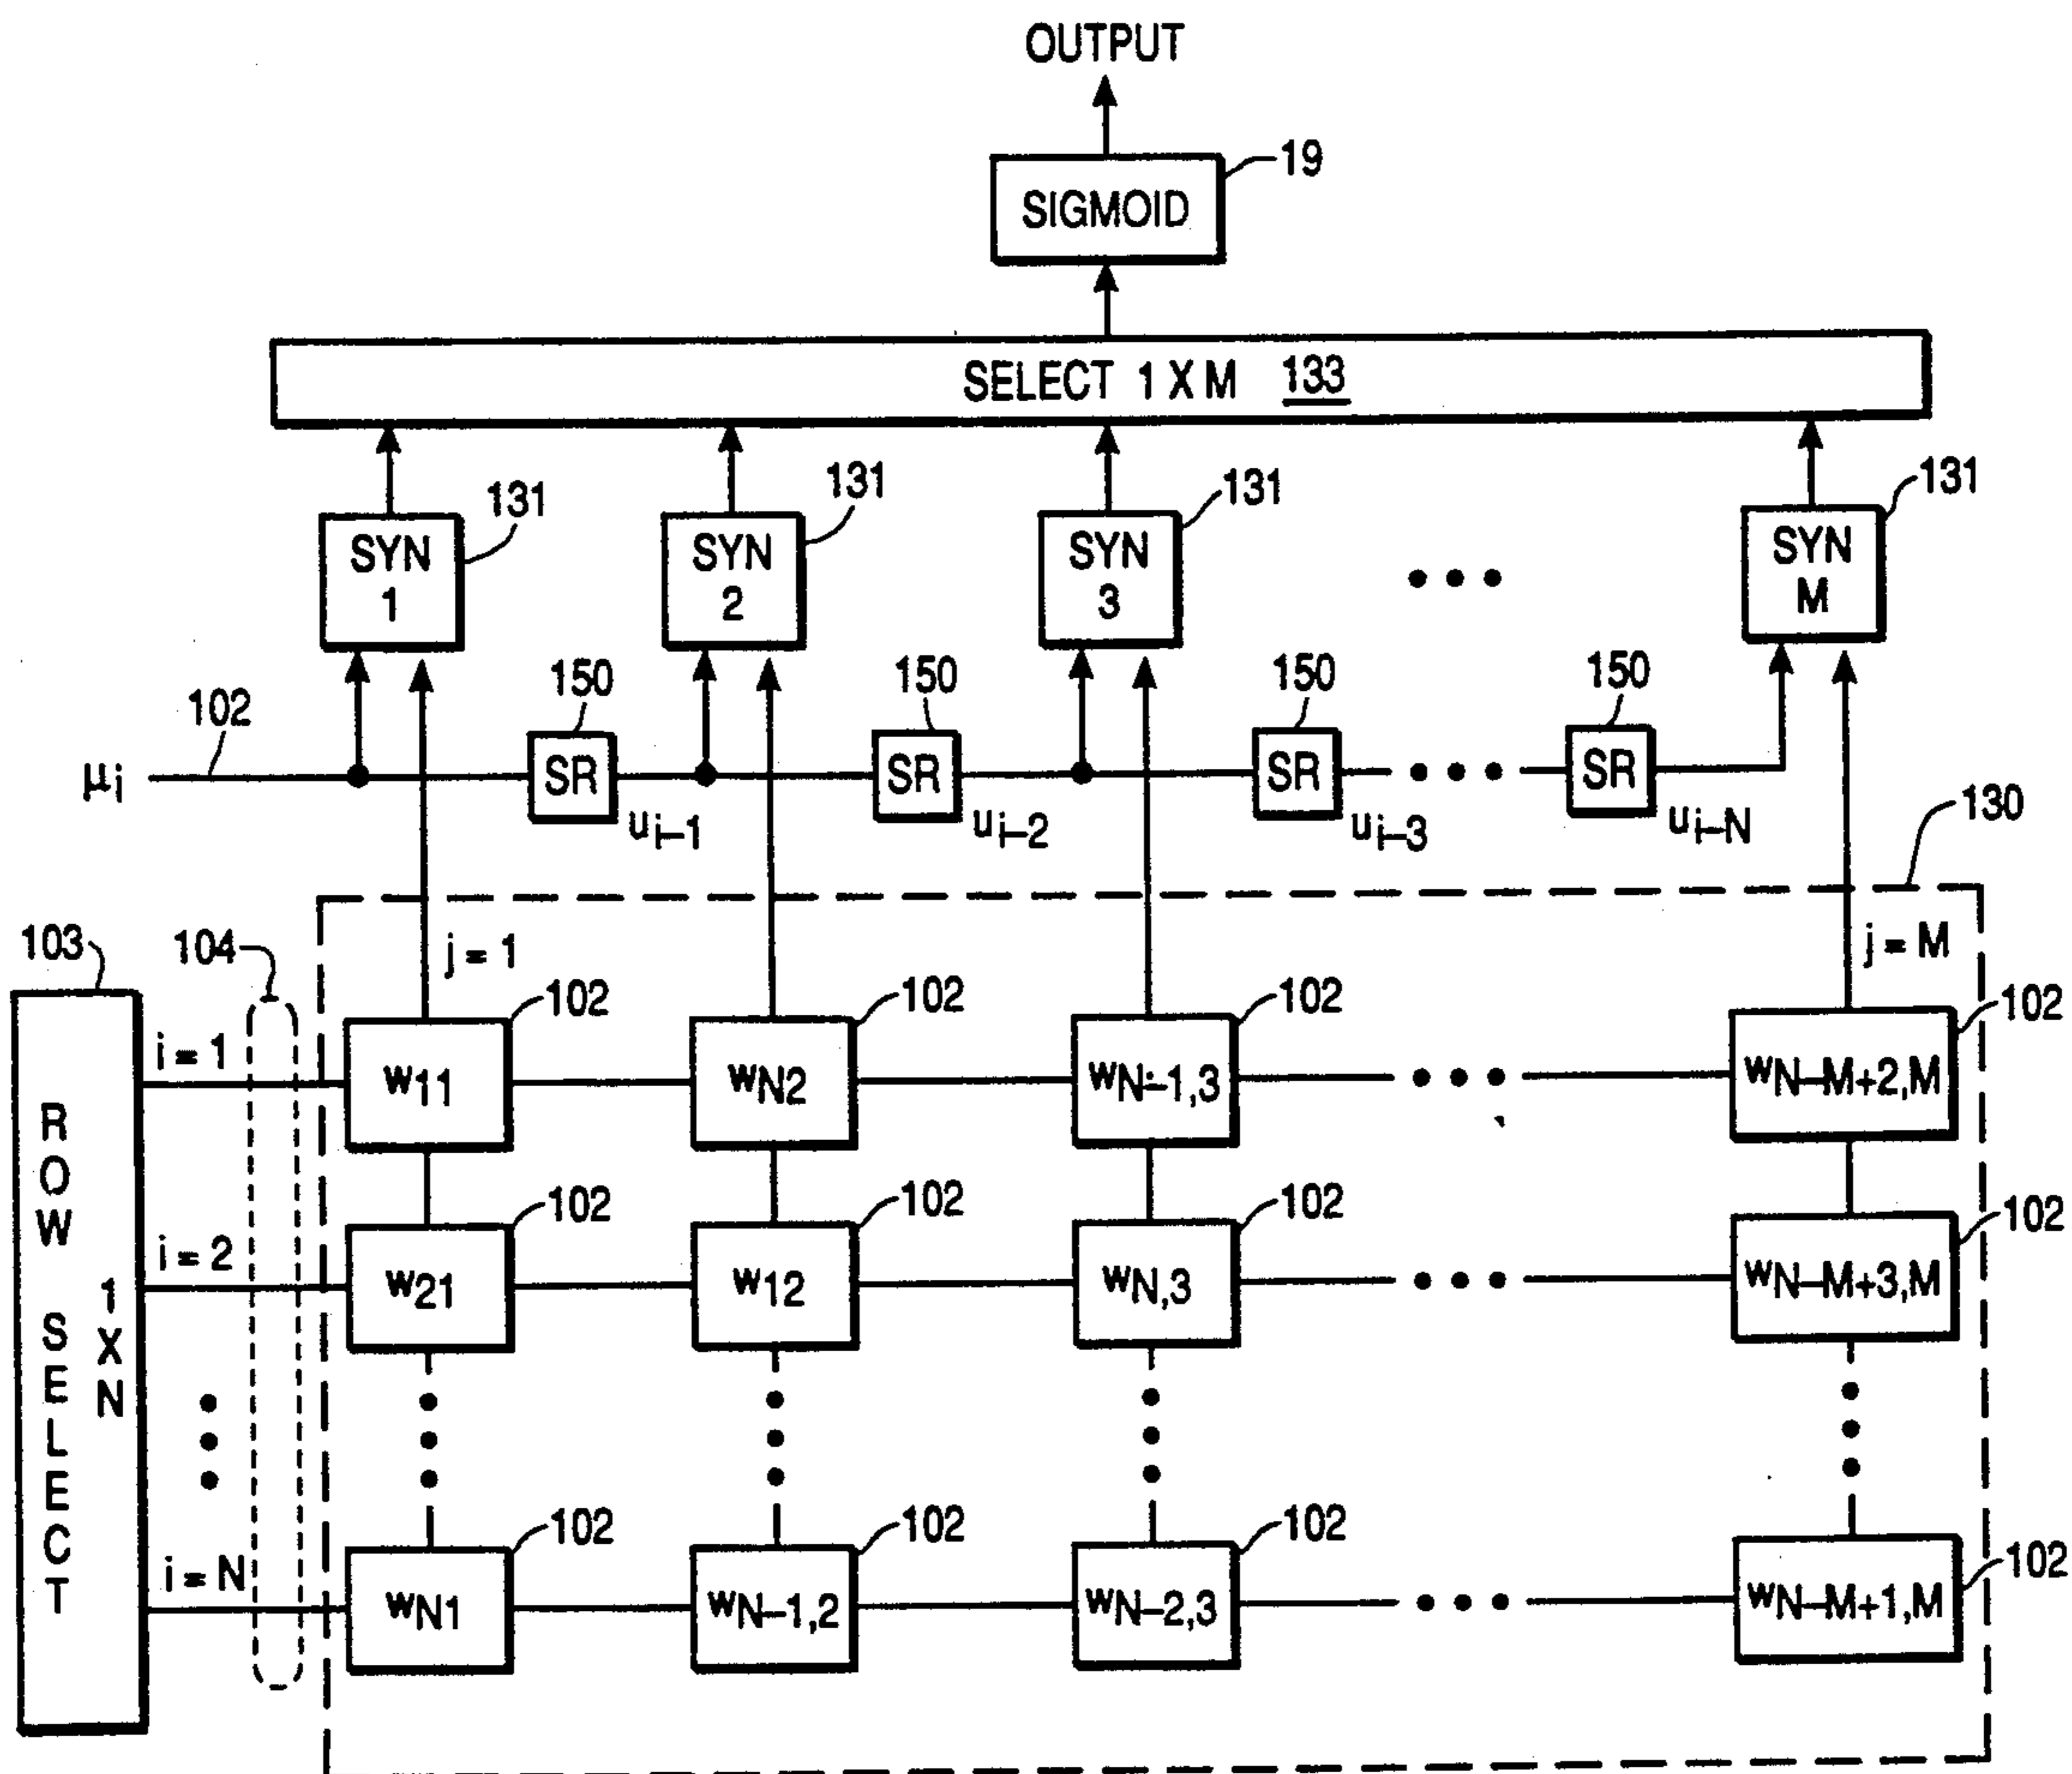 OUTPUT
19
SIGMOID
SELECT 1 X M 133
131 131 131 131
SYN 1
SYN 2
SYN 3
• • •
SYN M
102 150 150 150 150
μi SR SR SR • • • SR
ui–1 ui–2 ui–3 ui–N
130
103 104 j = 1 j = M
ROW SELECT 1XN
102 102 102 102
i = 1 w11 wN2 wN–1,3 • • • wN–M+2,M
102 102 102 102
i = 2 w21 w12 wN,3 • • • wN–M+3,M
102 102 102 102
i = N wN1 wN–1,2 wN–2,3 • • • wN–M+1,M